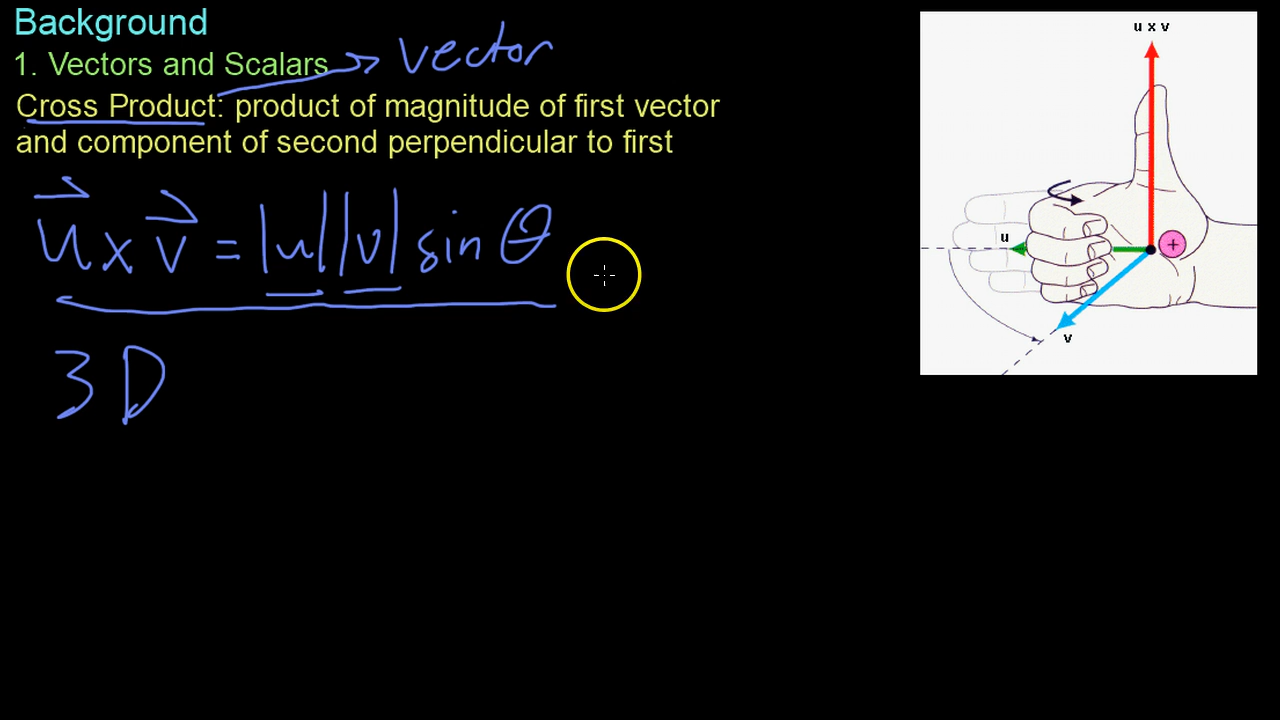 Background
1. Vectors and Scalars → vector
Cross Product: product of magnitude of first vector
and component of second perpendicular to first
u⃗ x v⃗ = |u||v| sin θ
3D
u x v
u
+
v